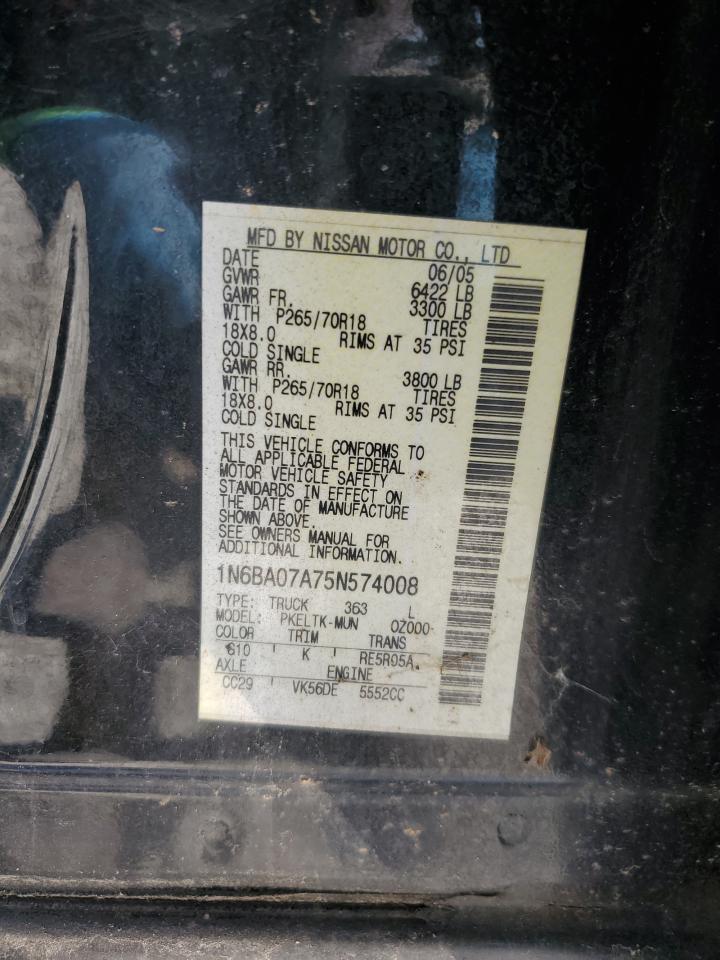 MFD BY NISSAN MOTOR CO., LTD
DATE 06/05
GVWR 6422 LB
GAWR FR. 3300 LB
WITH P265/70R18 TIRES
18X8.0 RIMS AT 35 PSI
COLD SINGLE
GAWR RR. 3800 LB
WITH P265/70R18 TIRES
18X8.0 RIMS AT 35 PSI
COLD SINGLE
THIS VEHICLE CONFORMS TO
ALL APPLICABLE FEDERAL
MOTOR VEHICLE SAFETY
STANDARDS IN EFFECT ON
THE DATE OF MANUFACTURE
SHOWN ABOVE.
SEE OWNERS MANUAL FOR
ADDITIONAL INFORMATION.
1N6BA07A75N574008
TYPE: TRUCK 363 L
MODEL: PKELTK-MUN 0Z000-
COLOR TRIM TRANS
G10 K RE5R05A
AXLE ENGINE
CC29 VK56DE 5552CC